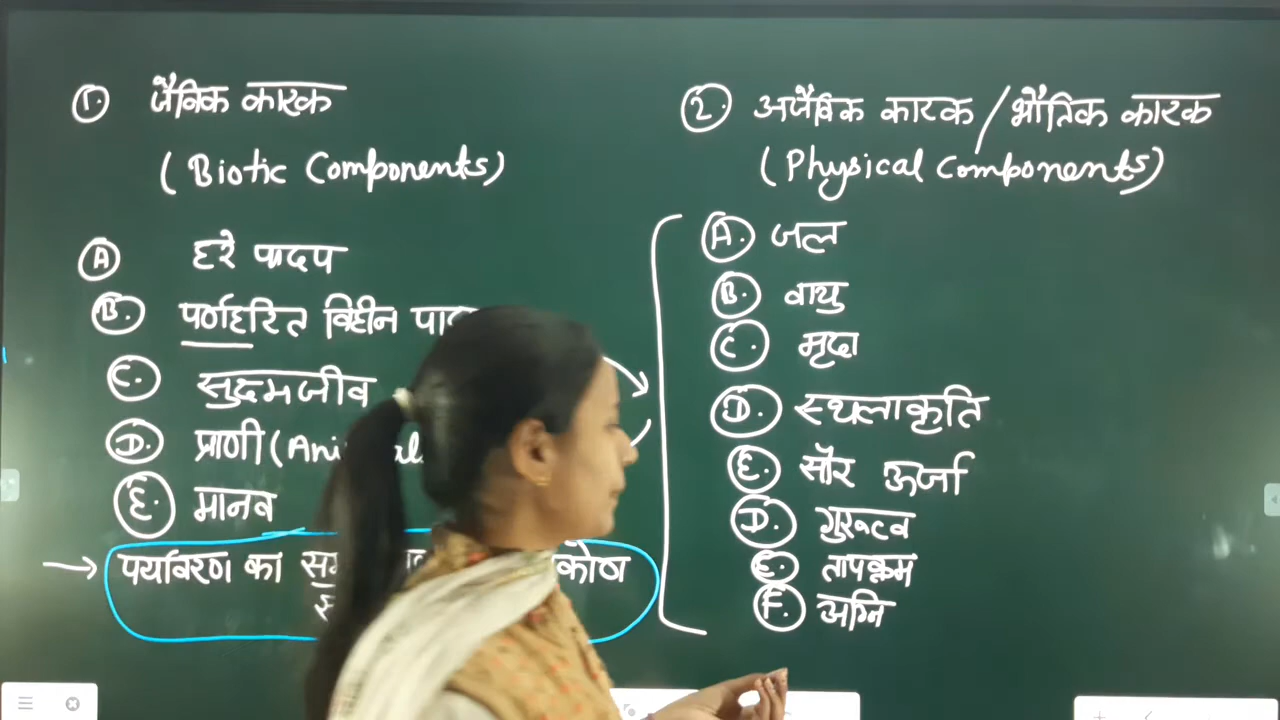 1. जैविक कारक
(Biotic Components)
A हरे पादप
B. पर्णहरित विहीन
C. सुक्ष्मजीव
D. प्राणी (Ani
E. मानव
→ पर्यावरण का कोष
2. अजैविक कारक / भौतिक कारक
(Physical Components)
A. जल
B. वायु
C. मृदा
D. स्थलाकृति
E. सौर ऊर्जा
D. गुरुत्व
E. तापक्रम
F. अग्नि